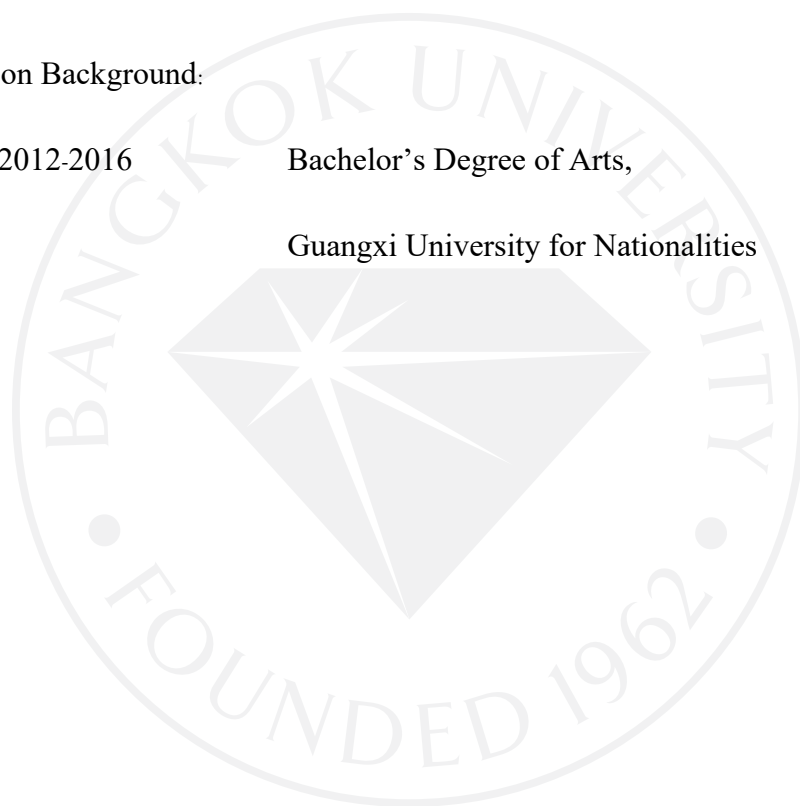 on Background:
2012-2016 Bachelor’s Degree of Arts,
Guangxi University for Nationalities
BANGKOK UNIVERSITY
• FOUNDED 1962 •